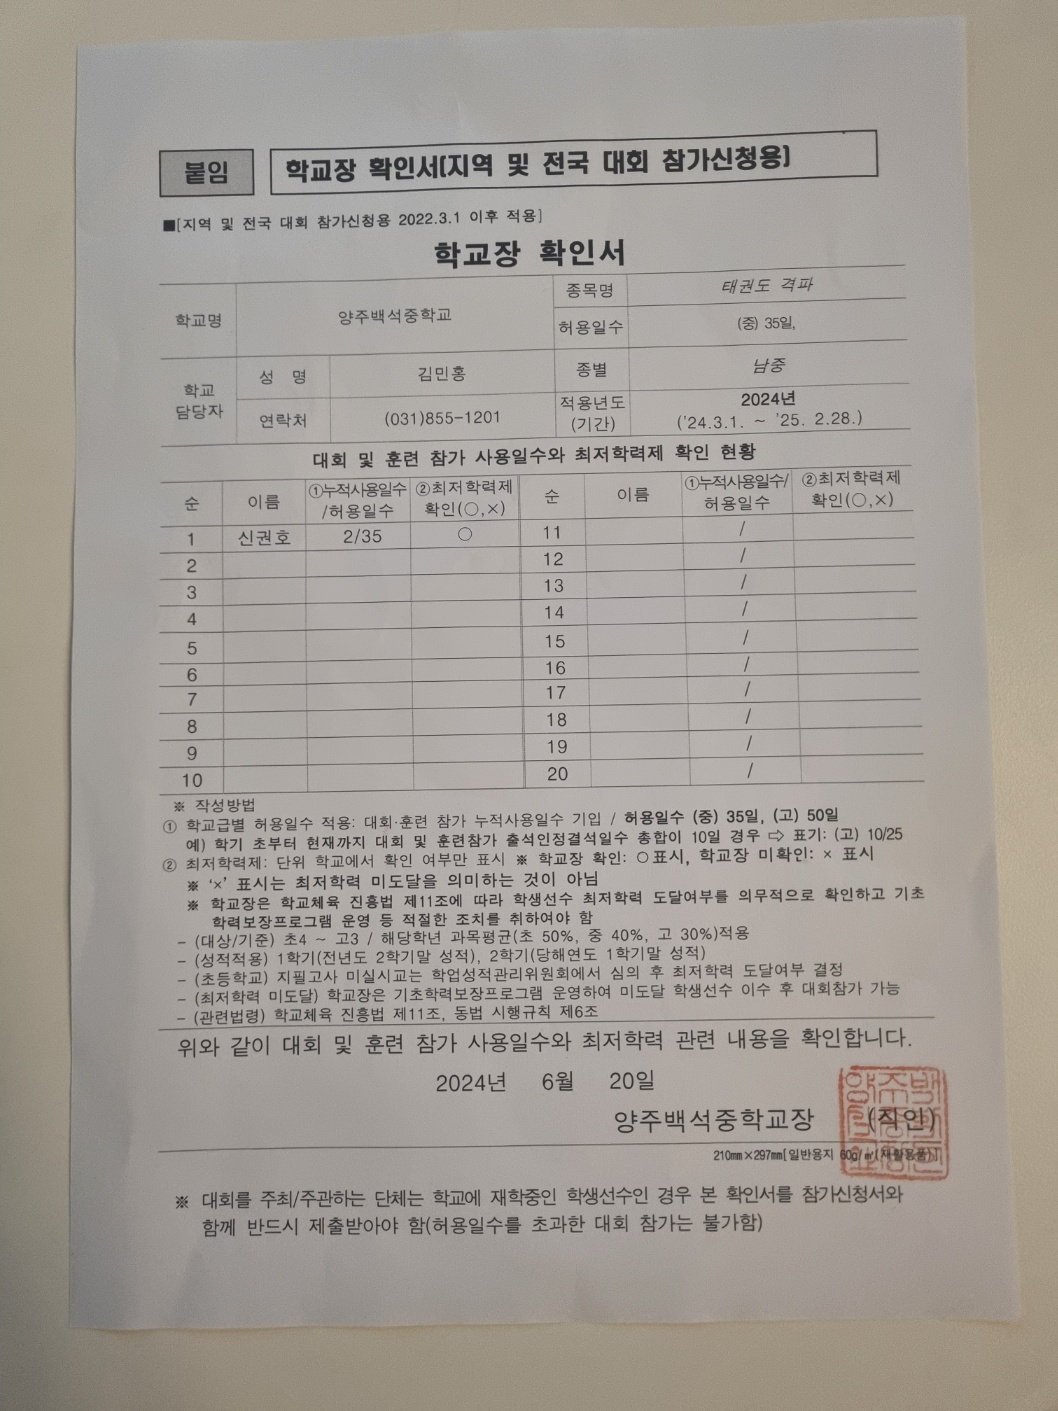 붙임
학교장 확인서(지역 및 전국 대회 참가신청용)
■[지역 및 전국 대회 참가신청용 2022.3.1 이후 적용]
학교장 확인서
학교명 양주백석중학교 종목명 태권도 격파
허용일수 (중) 35일,
학교 담당자 성 명 김민홍 종별 남중
연락처 (031)855-1201 적용년도 (기간) 2024년 ('24.3.1. ~ '25. 2.28.)
대회 및 훈련 참가 사용일수와 최저학력제 확인 현황
순 이름 ①누적사용일수/허용일수 ②최저학력제 확인(○,×) 순 이름 ①누적사용일수/허용일수 ②최저학력제 확인(○,×)
1 신권호 2/35 ○ 11 /
2 12 /
3 13 /
4 14 /
5 15 /
6 16 /
7 17 /
8 18 /
9 19 /
10 20 /
※ 작성방법
① 학교급별 허용일수 적용: 대회·훈련 참가 누적사용일수 기입 / 허용일수 (중) 35일, (고) 50일
예) 학기 초부터 현재까지 대회 및 훈련참가 출석인정결석일수 총합이 10일 경우 ⇨ 표기: (고) 10/25
② 최저학력제: 단위 학교에서 확인 여부만 표시 ※ 학교장 확인: ○표시, 학교장 미확인: × 표시
※ '×' 표시는 최저학력 미도달을 의미하는 것이 아님
※ 학교장은 학교체육 진흥법 제11조에 따라 학생선수 최저학력 도달여부를 의무적으로 확인하고 기초
학력보장프로그램 운영 등 적절한 조치를 취하여야 함
- (대상/기준) 초4 ~ 고3 / 해당학년 과목평균(초 50%, 중 40%, 고 30%)적용
- (성적적용) 1학기(전년도 2학기말 성적), 2학기(당해연도 1학기말 성적)
- (초등학교) 지필고사 미실시교는 학업성적관리위원회에서 심의 후 최저학력 도달여부 결정
- (최저학력 미도달) 학교장은 기초학력보장프로그램 운영하여 미도달 학생선수 이수 후 대회참가 가능
- (관련법령) 학교체육 진흥법 제11조, 동법 시행규칙 제6조
위와 같이 대회 및 훈련 참가 사용일수와 최저학력 관련 내용을 확인합니다.
2024년 6월 20일
양주백석중학교장 (직인)
210㎜×297㎜[일반용지 60g/㎡(재활용품)]
※ 대회를 주최/주관하는 단체는 학교에 재학중인 학생선수인 경우 본 확인서를 참가신청서와
함께 반드시 제출받아야 함(허용일수를 초과한 대회 참가는 불가함)